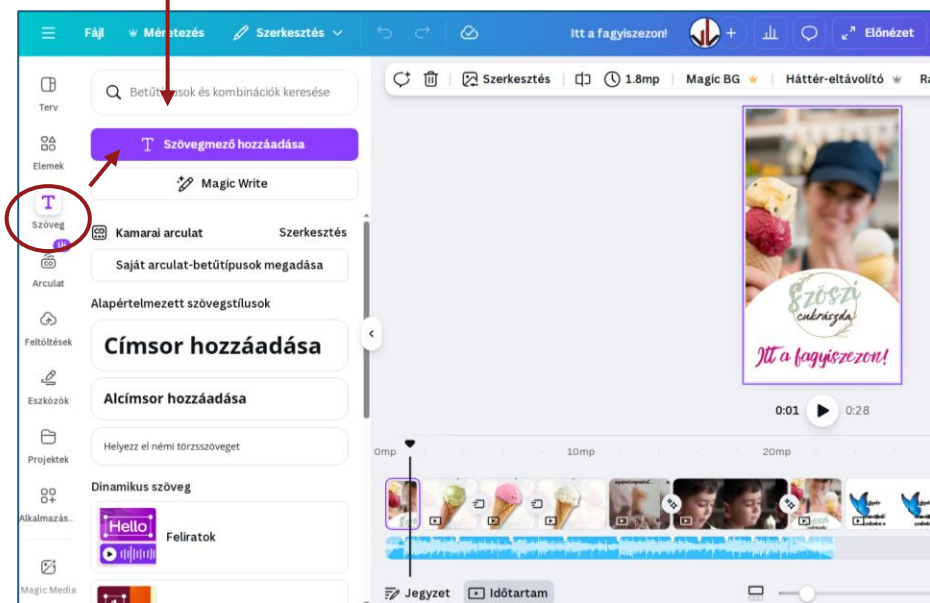 Fájl Méretezés Szerkesztés Itt a fagyiszezon! Előnézet
Terv
Elemek
Szöveg
Új
Arculat
Feltöltések
Eszközök
Projektek
Alkalmazás...
Magic Media
Betűtípusok és kombinációk keresése
Szövegmező hozzáadása
Magic Write
Kamarai arculat Szerkesztés
Saját arculat-betűtípusok megadása
Alapértelmezett szövegstílusok
Címsor hozzáadása
Alcímsor hozzáadása
Helyezz el némi törzsszöveget
Dinamikus szöveg
Hello
Feliratok
Szerkesztés 1.8mp Magic BG Háttér-eltávolító
Szöszi
cukrászda
Itt a fagyiszezon!
0:01 0:28
0mp 10mp 20mp
Jegyzet Időtartam